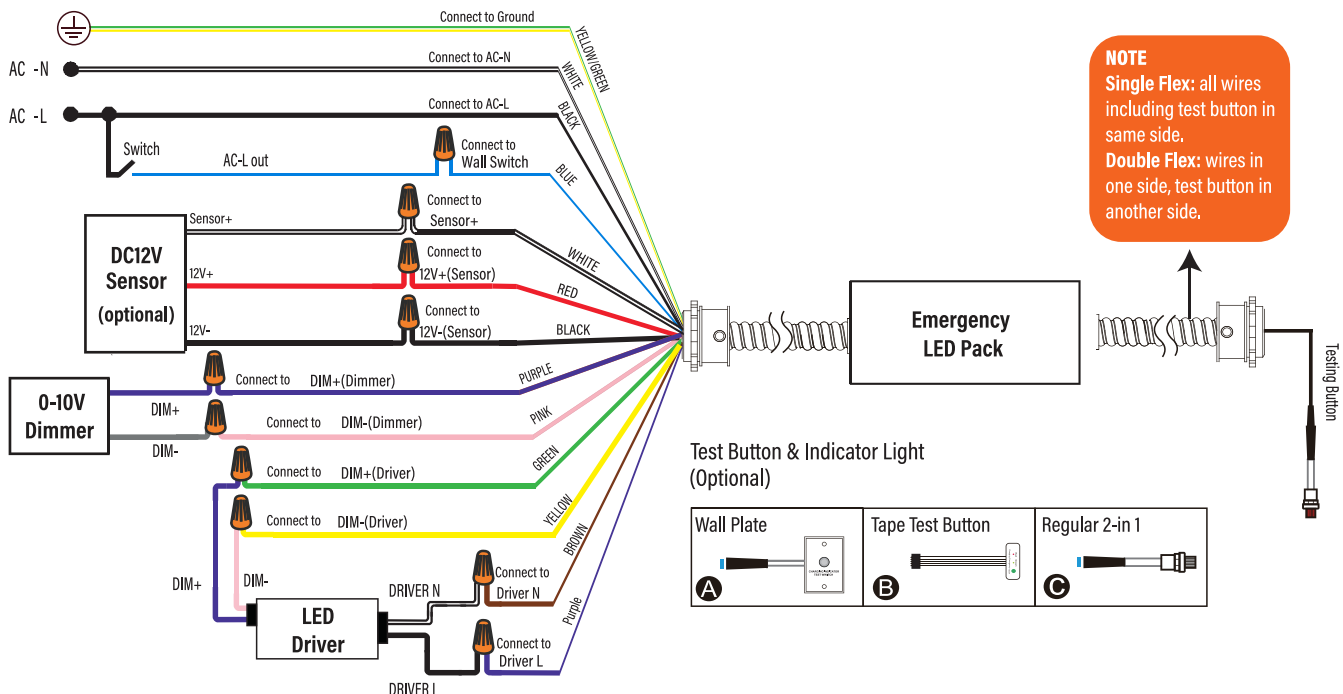 Connect to Ground
YELLOW/GREEN
AC -N
Connect to AC-N
WHITE
AC -L
Connect to AC-L
BLACK
Switch
AC-L out
Connect to
Wall Switch
BLUE
DC12V
Sensor
(optional)
Sensor+
Connect to
Sensor+
WHITE
12V+
Connect to
12V+(Sensor)
RED
12V-
Connect to
12V-(Sensor)
BLACK
0-10V
Dimmer
DIM+
Connect to DIM+(Dimmer)
PURPLE
DIM-
Connect to DIM-(Dimmer)
PINK
Connect to DIM+(Driver)
GREEN
Connect to DIM-(Driver)
YELLOW
DIM+
DIM-
LED
Driver
DRIVER N
Connect to
Driver N
BROWN
DRIVER L
Connect to
Driver L
Purple
Emergency
LED Pack
NOTE
Single Flex: all wires
including test button in
same side.
Double Flex: wires in
one side, test button in
another side.
Testing Button
Test Button & Indicator Light
(Optional)
Wall Plate
A
CHARGING INDICATOR
TEST SWITCH
Tape Test Button
B
Regular 2-in 1
C